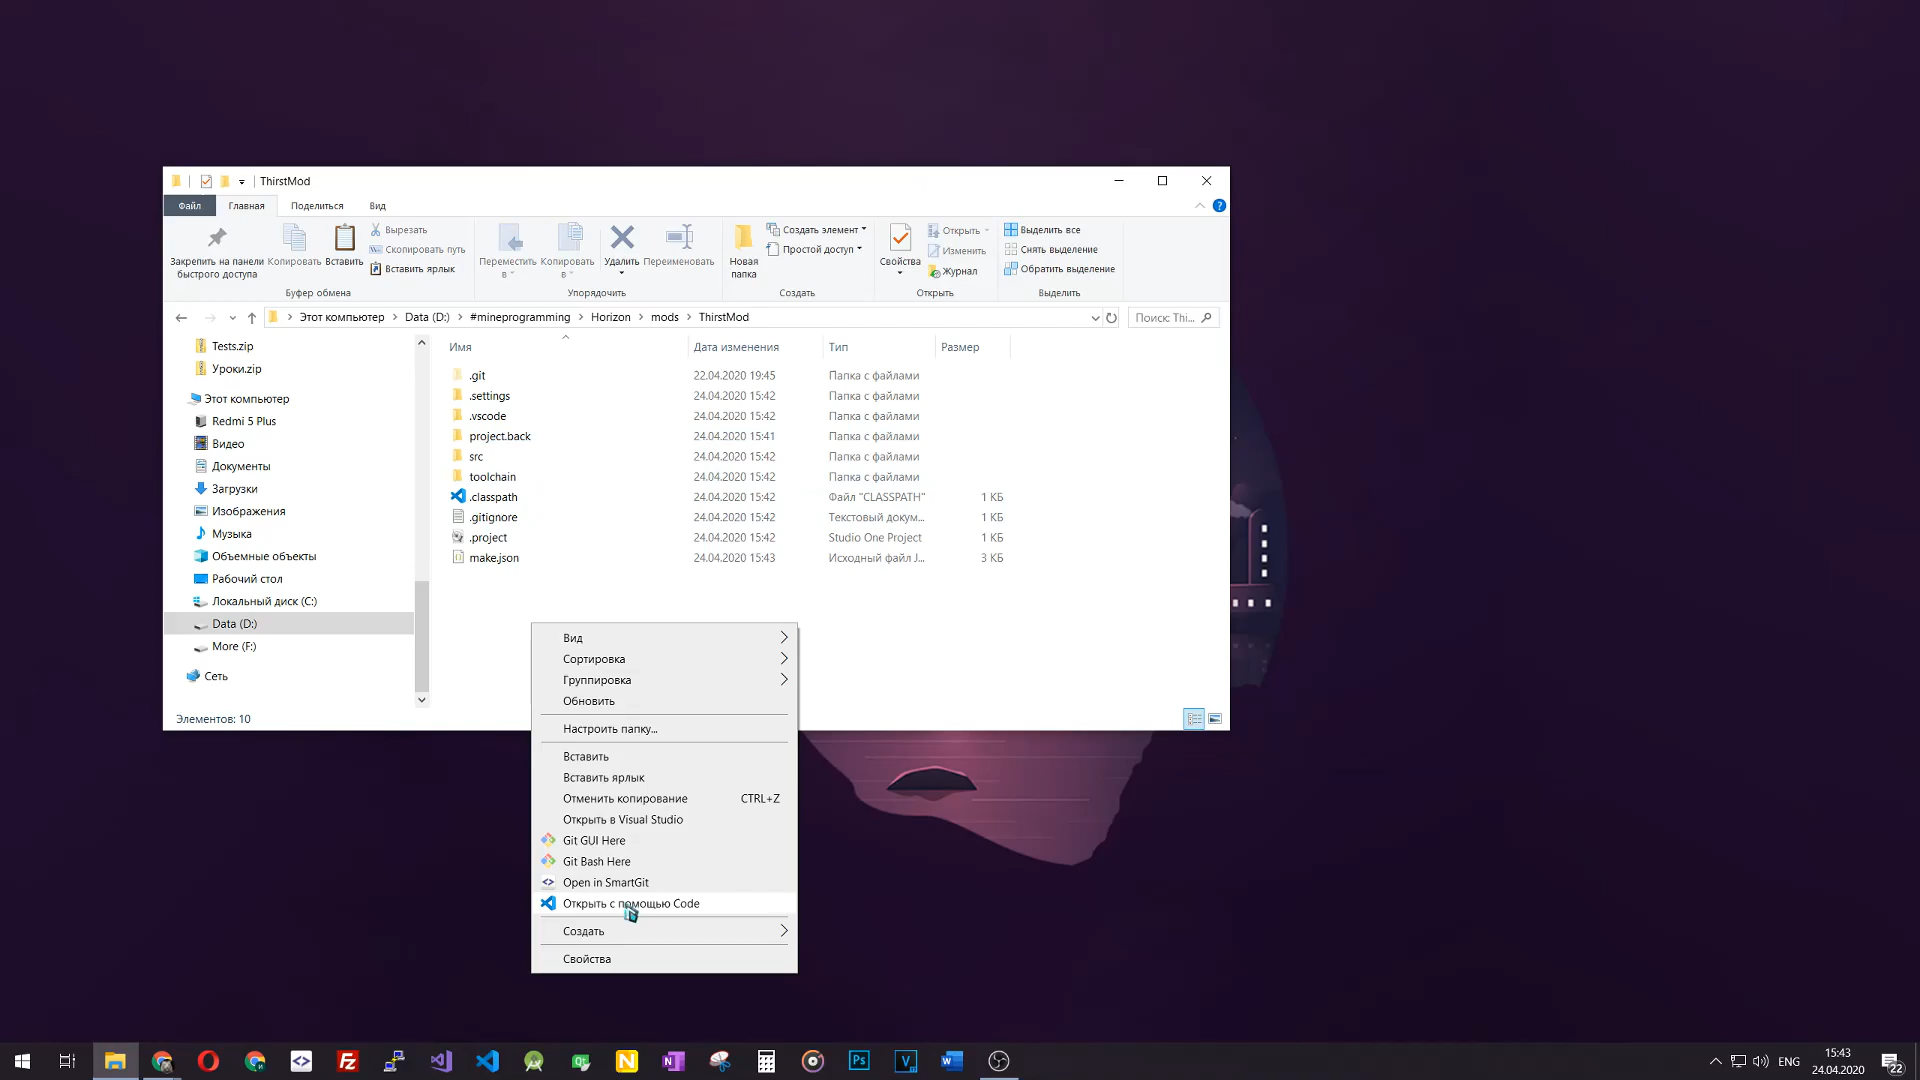 ThirstMod
Файл Главная Поделиться Вид
Закрепить на панели
быстрого доступа
Копировать
Вставить
Вырезать
Скопировать путь
Вставить ярлык
Буфер обмена
Переместить
в
Копировать
в
Удалить
Переименовать
Упорядочить
Новая
папка
Создать элемент
Простой доступ
Создать
Свойства
Открыть
Изменить
Журнал
Открыть
Выделить все
Снять выделение
Обратить выделение
Выделить
Этот компьютер Data (D:) #mineprogramming Horizon mods ThirstMod
Поиск: Thi...
Tests.zip
Уроки.zip
Этот компьютер
Redmi 5 Plus
Видео
Документы
Загрузки
Изображения
Музыка
Объемные объекты
Рабочий стол
Локальный диск (C:)
Data (D:)
More (F:)
Сеть
Имя Дата изменения Тип Размер
.git 22.04.2020 19:45 Папка с файлами
.settings 24.04.2020 15:42 Папка с файлами
.vscode 24.04.2020 15:42 Папка с файлами
project.back 24.04.2020 15:41 Папка с файлами
src 24.04.2020 15:42 Папка с файлами
toolchain 24.04.2020 15:42 Папка с файлами
.classpath 24.04.2020 15:42 Файл "CLASSPATH" 1 КБ
.gitignore 24.04.2020 15:42 Текстовый докум... 1 КБ
.project 24.04.2020 15:42 Studio One Project 1 КБ
make.json 24.04.2020 15:43 Исходный файл J... 3 КБ
Элементов: 10
Вид
Сортировка
Группировка
Обновить
Настроить папку...
Вставить
Вставить ярлык
Отменить копирование CTRL+Z
Открыть в Visual Studio
Git GUI Here
Git Bash Here
Open in SmartGit
Открыть с помощью Code
Создать
Свойства
Fz
Qt
N
N
Ps
V
W
ENG
15:43
24.04.2020
22